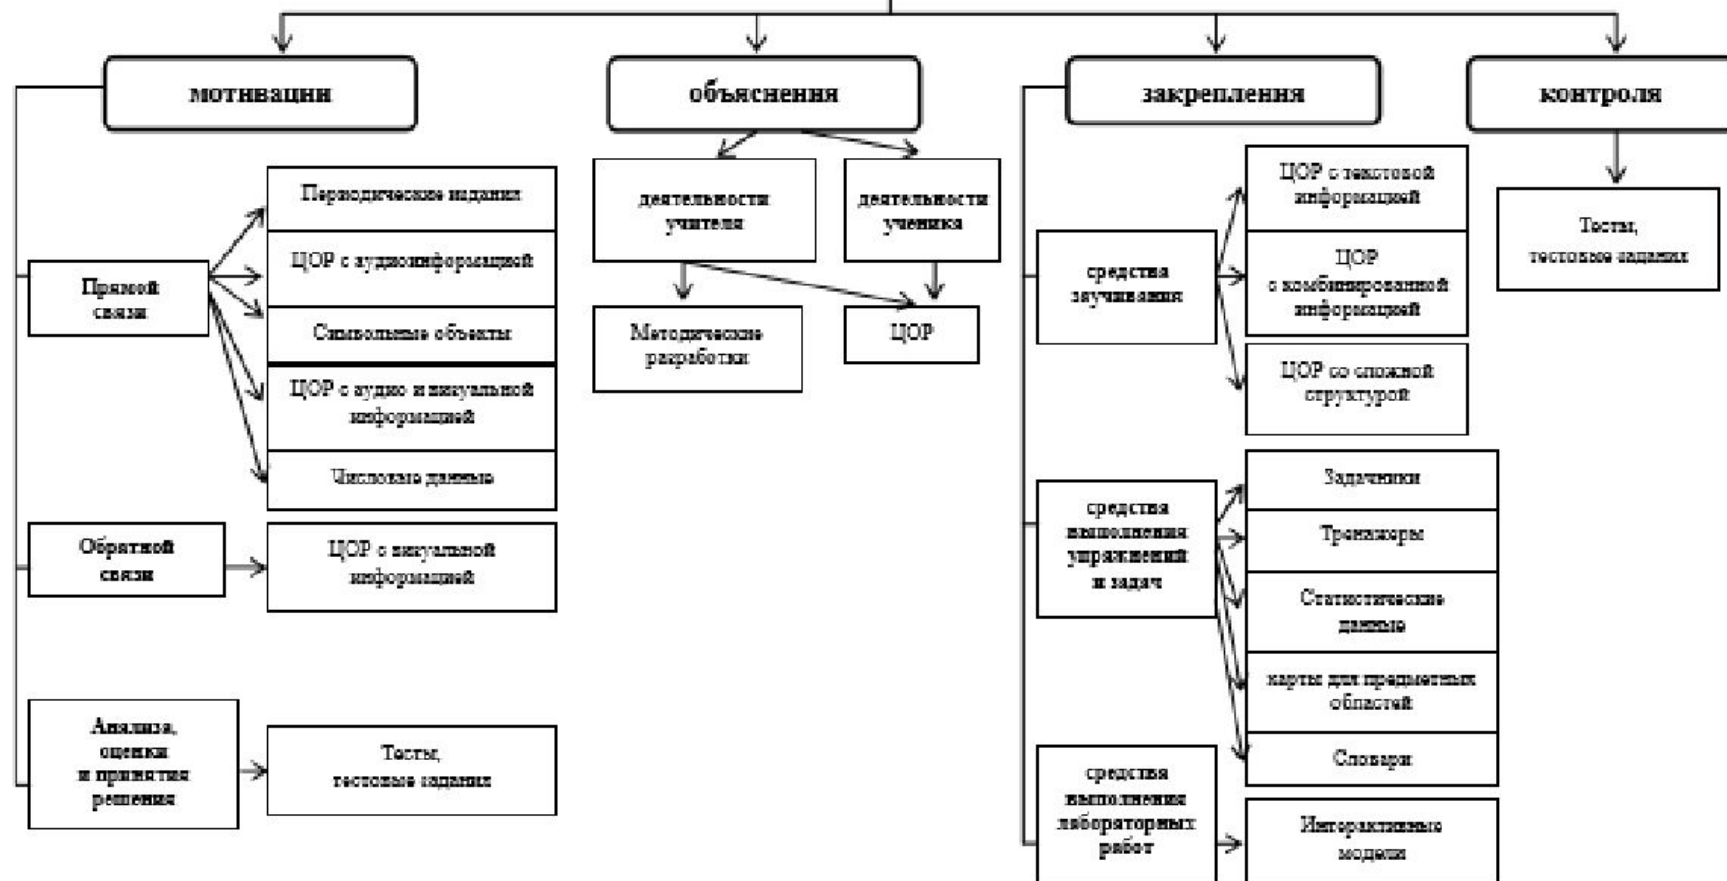 мотивации
объяснения
закрепления
контроля
Прямой
связи
Периодические издания
ЦОР с аудиоинформацией
Символьные объекты
ЦОР с аудио и визуальной
информацией
Числовые данные
Обратной
связи
ЦОР с визуальной
информацией
Анализа,
оценки
и принятия
решения
Тесты,
тестовые задания
деятельности
учителя
деятельности
ученика
Методические
разработки
ЦОР
средства
заучивания
ЦОР с текстовой
информацией
ЦОР
с комбинированной
информацией
ЦОР со сложной
структурой
средства
выполнения
упражнений
и задач
Задачники
Тренажеры
Статистические
данные
карты для предметных
областей
Словари
средства
выполнения
лабораторных
работ
Интерактивные
модели
Тесты,
тестовые задания